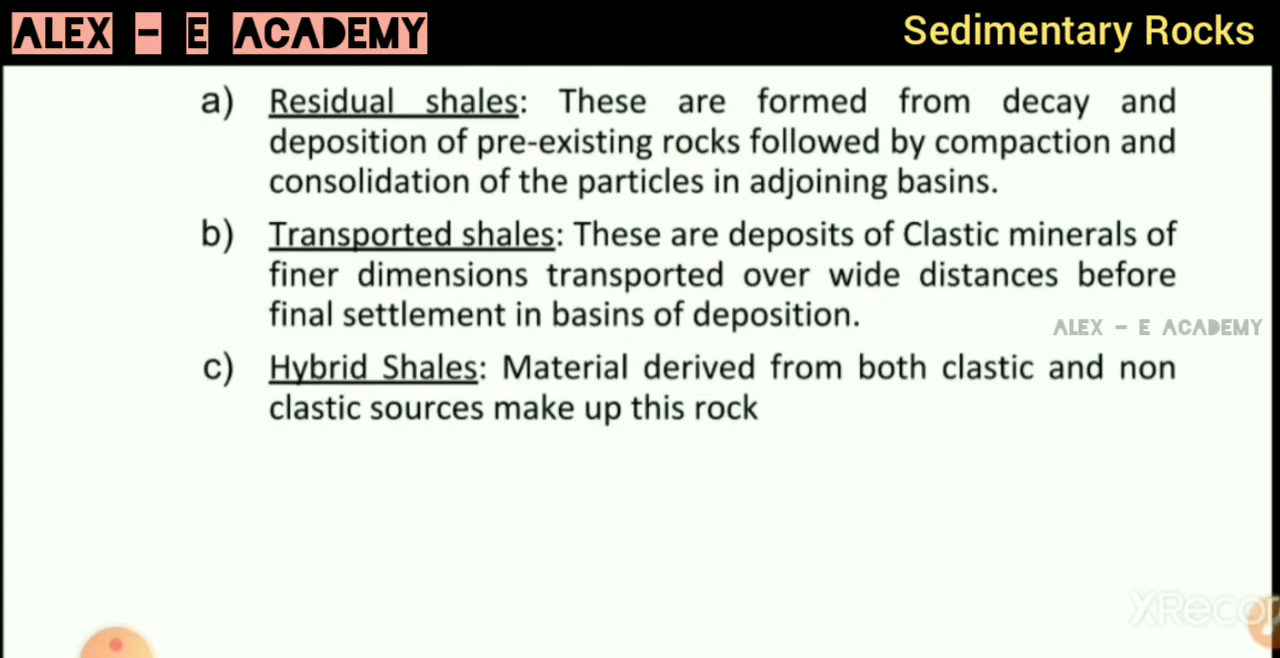 ALEX - E ACADEMY
Sedimentary Rocks
a) Residual shales: These are formed from decay and
deposition of pre-existing rocks followed by compaction and
consolidation of the particles in adjoining basins.
b) Transported shales: These are deposits of Clastic minerals of
finer dimensions transported over wide distances before
final settlement in basins of deposition.
ALEX - E ACADEMY
c) Hybrid Shales: Material derived from both clastic and non
clastic sources make up this rock